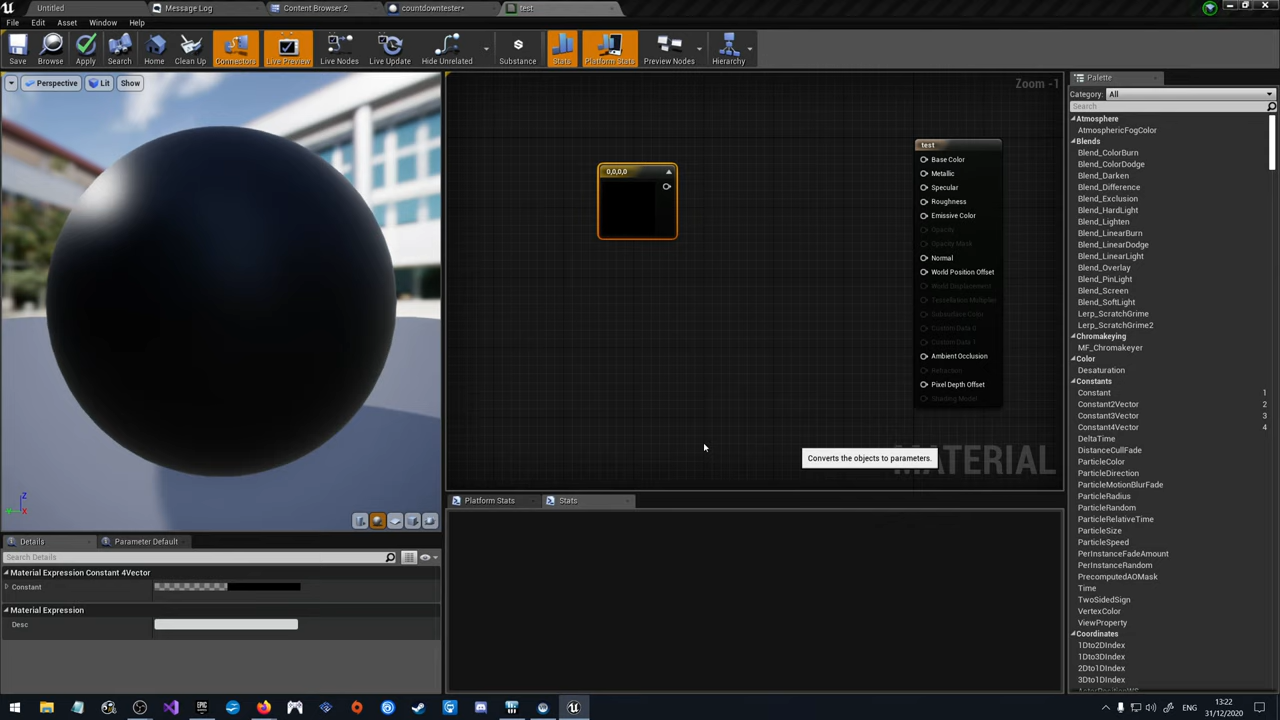 Untitled
Message Log
Content Browser 2
countdowntester*
test
File Edit Asset Window Help
Save
Browse
Apply
Search
Home
Clean Up
Connectors
Live Preview
Live Nodes
Live Update
Hide Unrelated
Substance
Stats
Platform Stats
Preview Nodes
Hierarchy
Perspective
Lit
Show
Zoom -1
0,0,0,0
test
Base Color
Metallic
Specular
Roughness
Emissive Color
Opacity
Opacity Mask
Normal
World Position Offset
World Displacement
Tessellation Multiplier
Subsurface Color
Custom Data 0
Custom Data 1
Ambient Occlusion
Refraction
Pixel Depth Offset
Shading Model
MATERIAL
Converts the objects to parameters.
Platform Stats
Stats
Details
Parameter Default
Search Details
Material Expression Constant 4Vector
Constant
Material Expression
Desc
Palette
Category: All
Search
Atmosphere
AtmosphericFogColor
Blends
Blend_ColorBurn
Blend_ColorDodge
Blend_Darken
Blend_Difference
Blend_Exclusion
Blend_HardLight
Blend_Lighten
Blend_LinearBurn
Blend_LinearDodge
Blend_LinearLight
Blend_Overlay
Blend_PinLight
Blend_Screen
Blend_SoftLight
Lerp_ScratchGrime
Lerp_ScratchGrime2
Chromakeying
MF_Chromakeyer
Color
Desaturation
Constants
Constant 1
Constant2Vector 2
Constant3Vector 3
Constant4Vector 4
DeltaTime
DistanceCullFade
ParticleColor
ParticleDirection
ParticleMotionBlurFade
ParticleRadius
ParticleRandom
ParticleRelativeTime
ParticleSize
ParticleSpeed
PerInstanceFadeAmount
PerInstanceRandom
PrecomputedAOMask
Time
TwoSidedSign
VertexColor
ViewProperty
Coordinates
1Dto2DIndex
1Dto3DIndex
2Dto1DIndex
3Dto1DIndex
ENG
13:22
31/12/2020